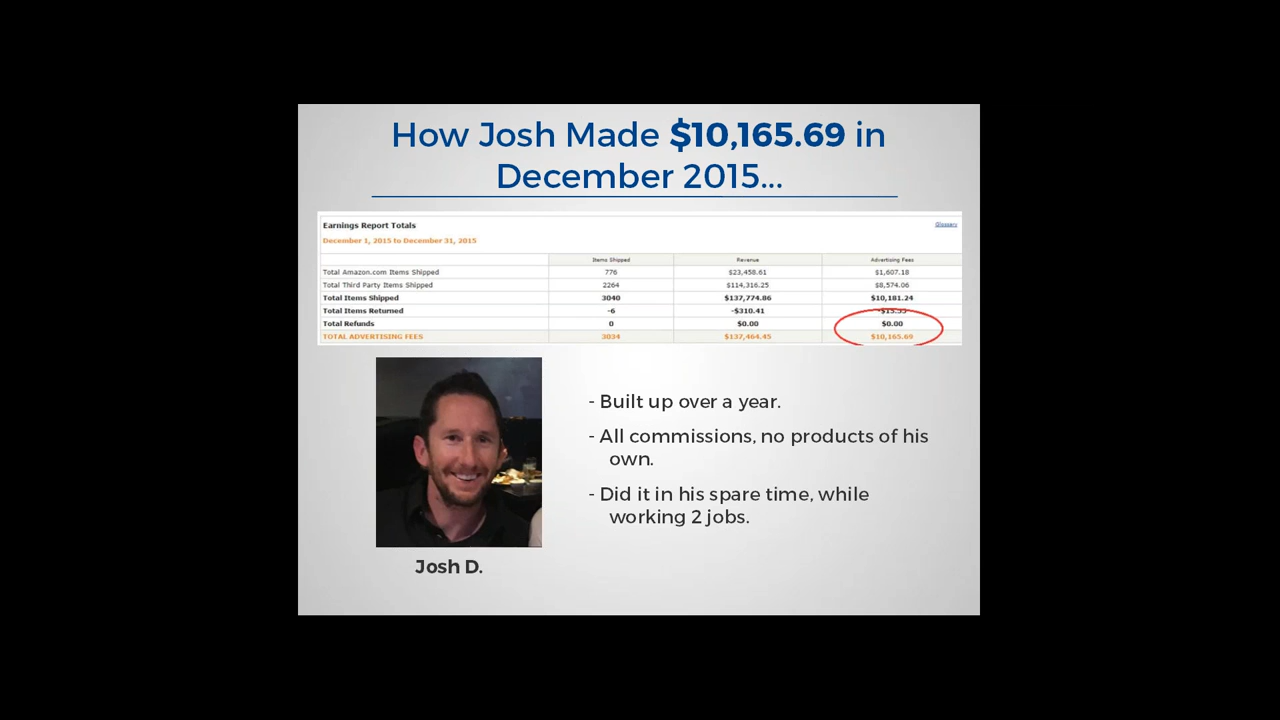 How Josh Made $10,165.69 in
December 2015...
Earnings Report Totals
Glossary
December 1, 2015 to December 31, 2015
Items Shipped Revenue Advertising Fees
Total Amazon.com Items Shipped 776 $23,458.61 $1,607.18
Total Third Party Items Shipped 2264 $114,316.25 $8,574.06
Total Items Shipped 3040 $137,774.86 $10,181.24
Total Items Returned -6 -$310.41 -$15.55
Total Refunds 0 $0.00 $0.00
TOTAL ADVERTISING FEES 3034 $137,464.45 $10,165.69
- Built up over a year.
- All commissions, no products of his
own.
- Did it in his spare time, while
working 2 jobs.
Josh D.